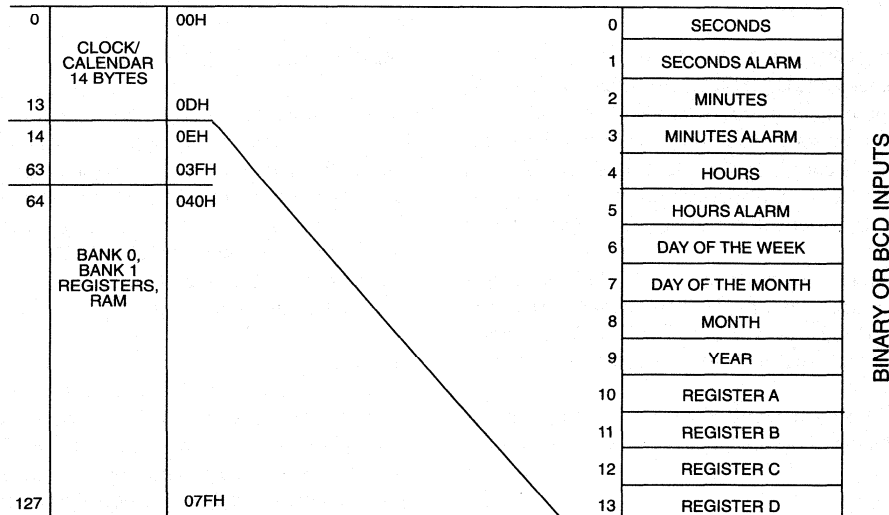 0
00H
CLOCK/
CALENDAR
14 BYTES
13
0DH
14
0EH
63
03FH
64
040H
BANK 0,
BANK 1
REGISTERS,
RAM
127
07FH
0 SECONDS
1 SECONDS ALARM
2 MINUTES
3 MINUTES ALARM
4 HOURS
5 HOURS ALARM
6 DAY OF THE WEEK
7 DAY OF THE MONTH
8 MONTH
9 YEAR
10 REGISTER A
11 REGISTER B
12 REGISTER C
13 REGISTER D
BINARY OR BCD INPUTS